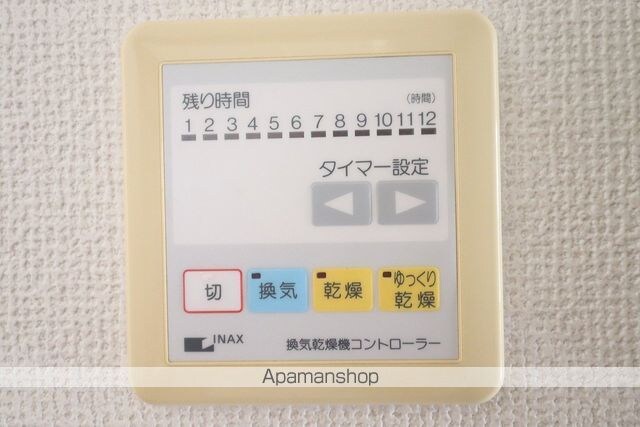 残り時間 (時間)
1 2 3 4 5 6 7 8 9 10 11 12
タイマー設定
切 換気 乾燥 ゆっくり
乾燥
INAX 換気乾燥機コントローラー
Apamanshop